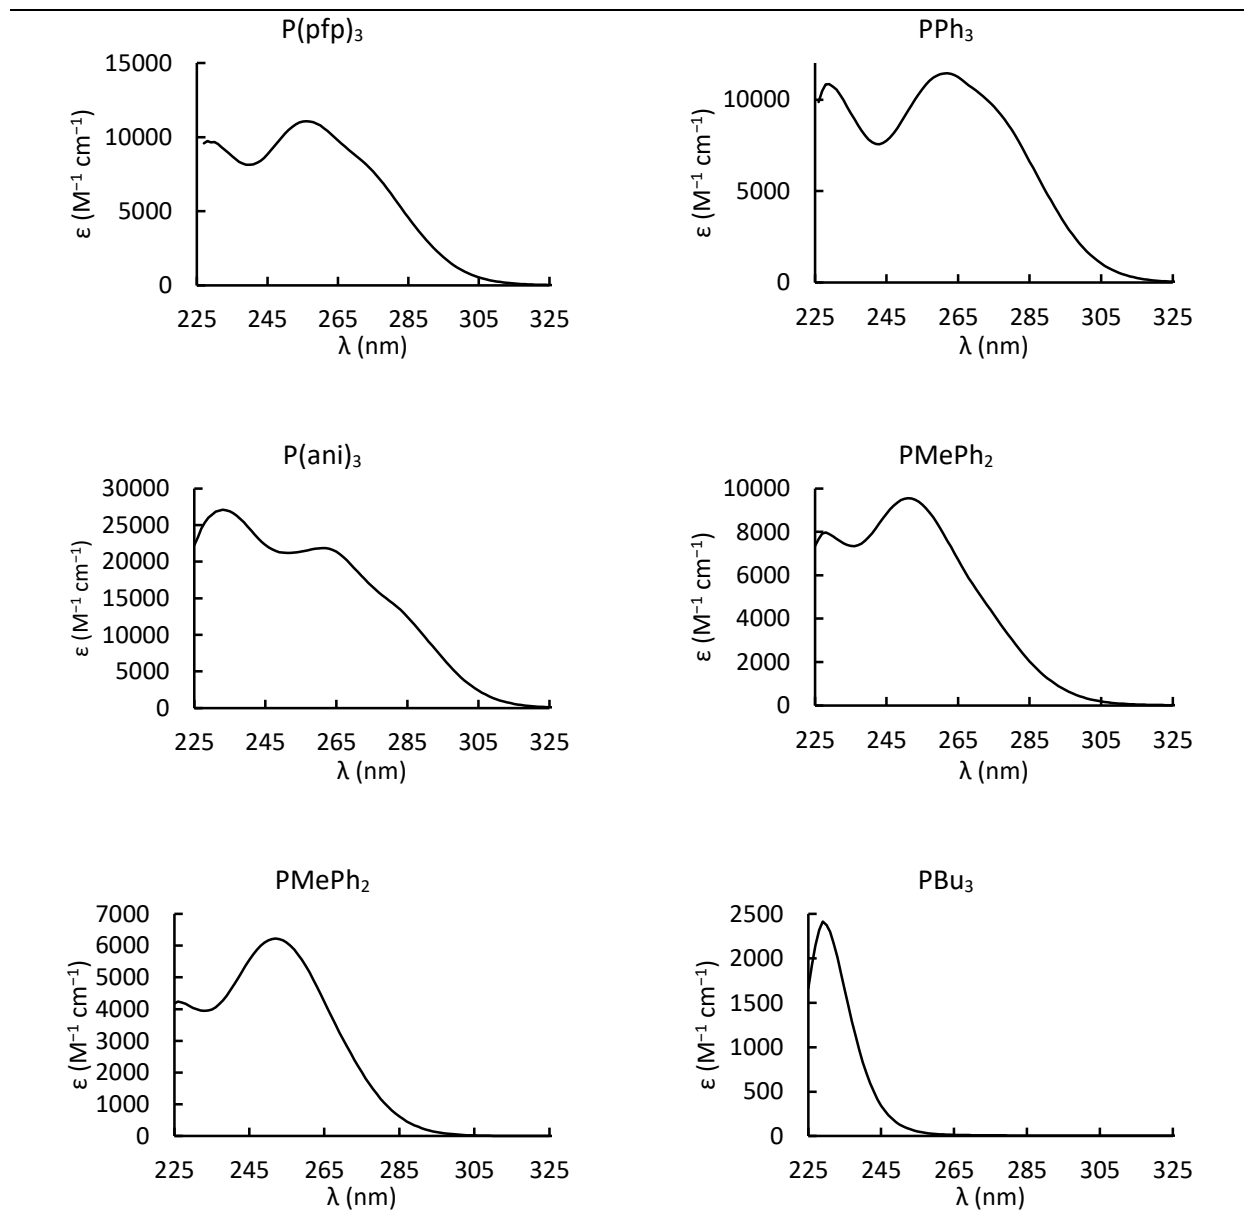 P(pfp)₃
15000
10000
5000
0
ε (M⁻¹ cm⁻¹)
225 245 265 285 305 325
λ (nm)
PPh₃
10000
5000
0
ε (M⁻¹ cm⁻¹)
225 245 265 285 305 325
λ (nm)
P(ani)₃
30000
25000
20000
15000
10000
5000
0
ε (M⁻¹ cm⁻¹)
225 245 265 285 305 325
λ (nm)
PMePh₂
10000
8000
6000
4000
2000
0
ε (M⁻¹ cm⁻¹)
225 245 265 285 305 325
λ (nm)
PMePh₂
7000
6000
5000
4000
3000
2000
1000
0
ε (M⁻¹ cm⁻¹)
225 245 265 285 305 325
λ (nm)
PBu₃
2500
2000
1500
1000
500
0
ε (M⁻¹ cm⁻¹)
225 245 265 285 305 325
λ (nm)